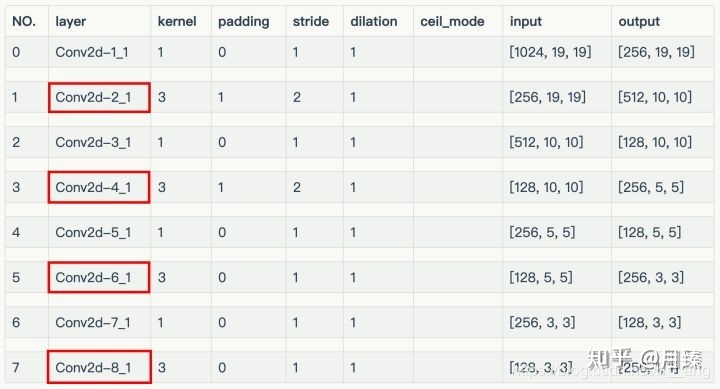 NO. layer kernel padding stride dilation ceil_mode input output
0 Conv2d-1_1 1 0 1 1 [1024, 19, 19] [256, 19, 19]
1 Conv2d-2_1 3 1 2 1 [256, 19, 19] [512, 10, 10]
2 Conv2d-3_1 1 0 1 1 [512, 10, 10] [128, 10, 10]
3 Conv2d-4_1 3 1 2 1 [128, 10, 10] [256, 5, 5]
4 Conv2d-5_1 1 0 1 1 [256, 5, 5] [128, 5, 5]
5 Conv2d-6_1 3 0 1 1 [128, 5, 5] [256, 3, 3]
6 Conv2d-7_1 1 0 1 1 [256, 3, 3] [128, 3, 3]
7 Conv2d-8_1 3 0 1 1 [128, 3, 3] [256, 1, 1]
知乎 @月臻